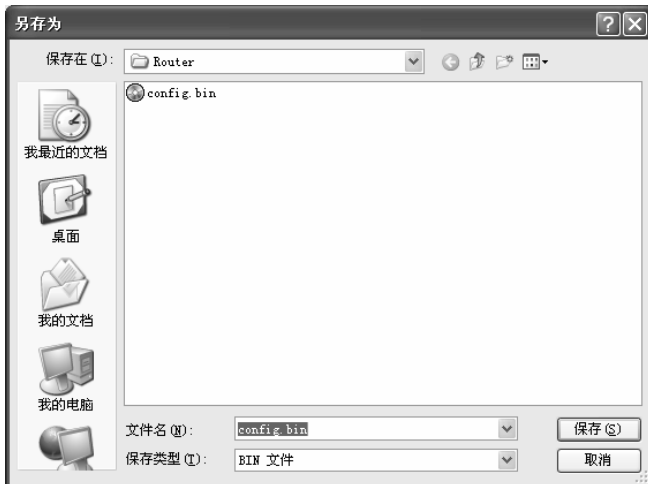 另存为
保存在(I):
Router
config.bin
我最近的文档
桌面
我的文档
我的电脑
文件名(N):
config.bin
保存(S)
保存类型(T):
BIN 文件
取消